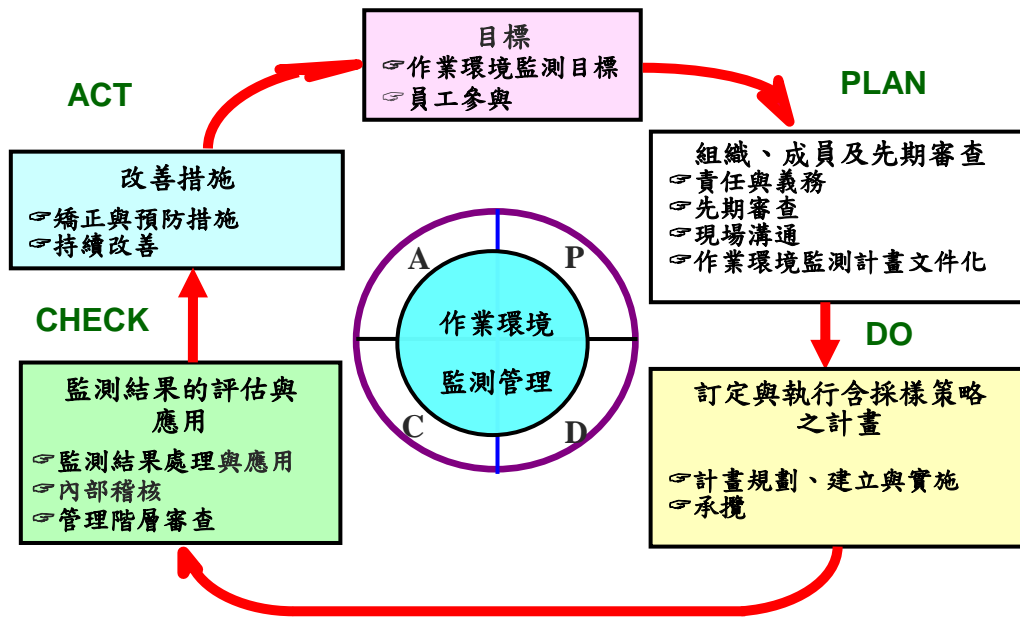 目標
☞作業環境監測目標
☞員工參與
ACT
PLAN
組織、成員及先期審查
☞責任與義務
☞先期審查
☞現場溝通
☞作業環境監測計畫文件化
改善措施
☞矯正與預防措施
☞持續改善
A
P
作業環境
監測管理
C
D
CHECK
DO
監測結果的評估與
應用
☞監測結果處理與應用
☞內部稽核
☞管理階層審查
訂定與執行含採樣策略
之計畫
☞計畫規劃、建立與實施
☞承攬